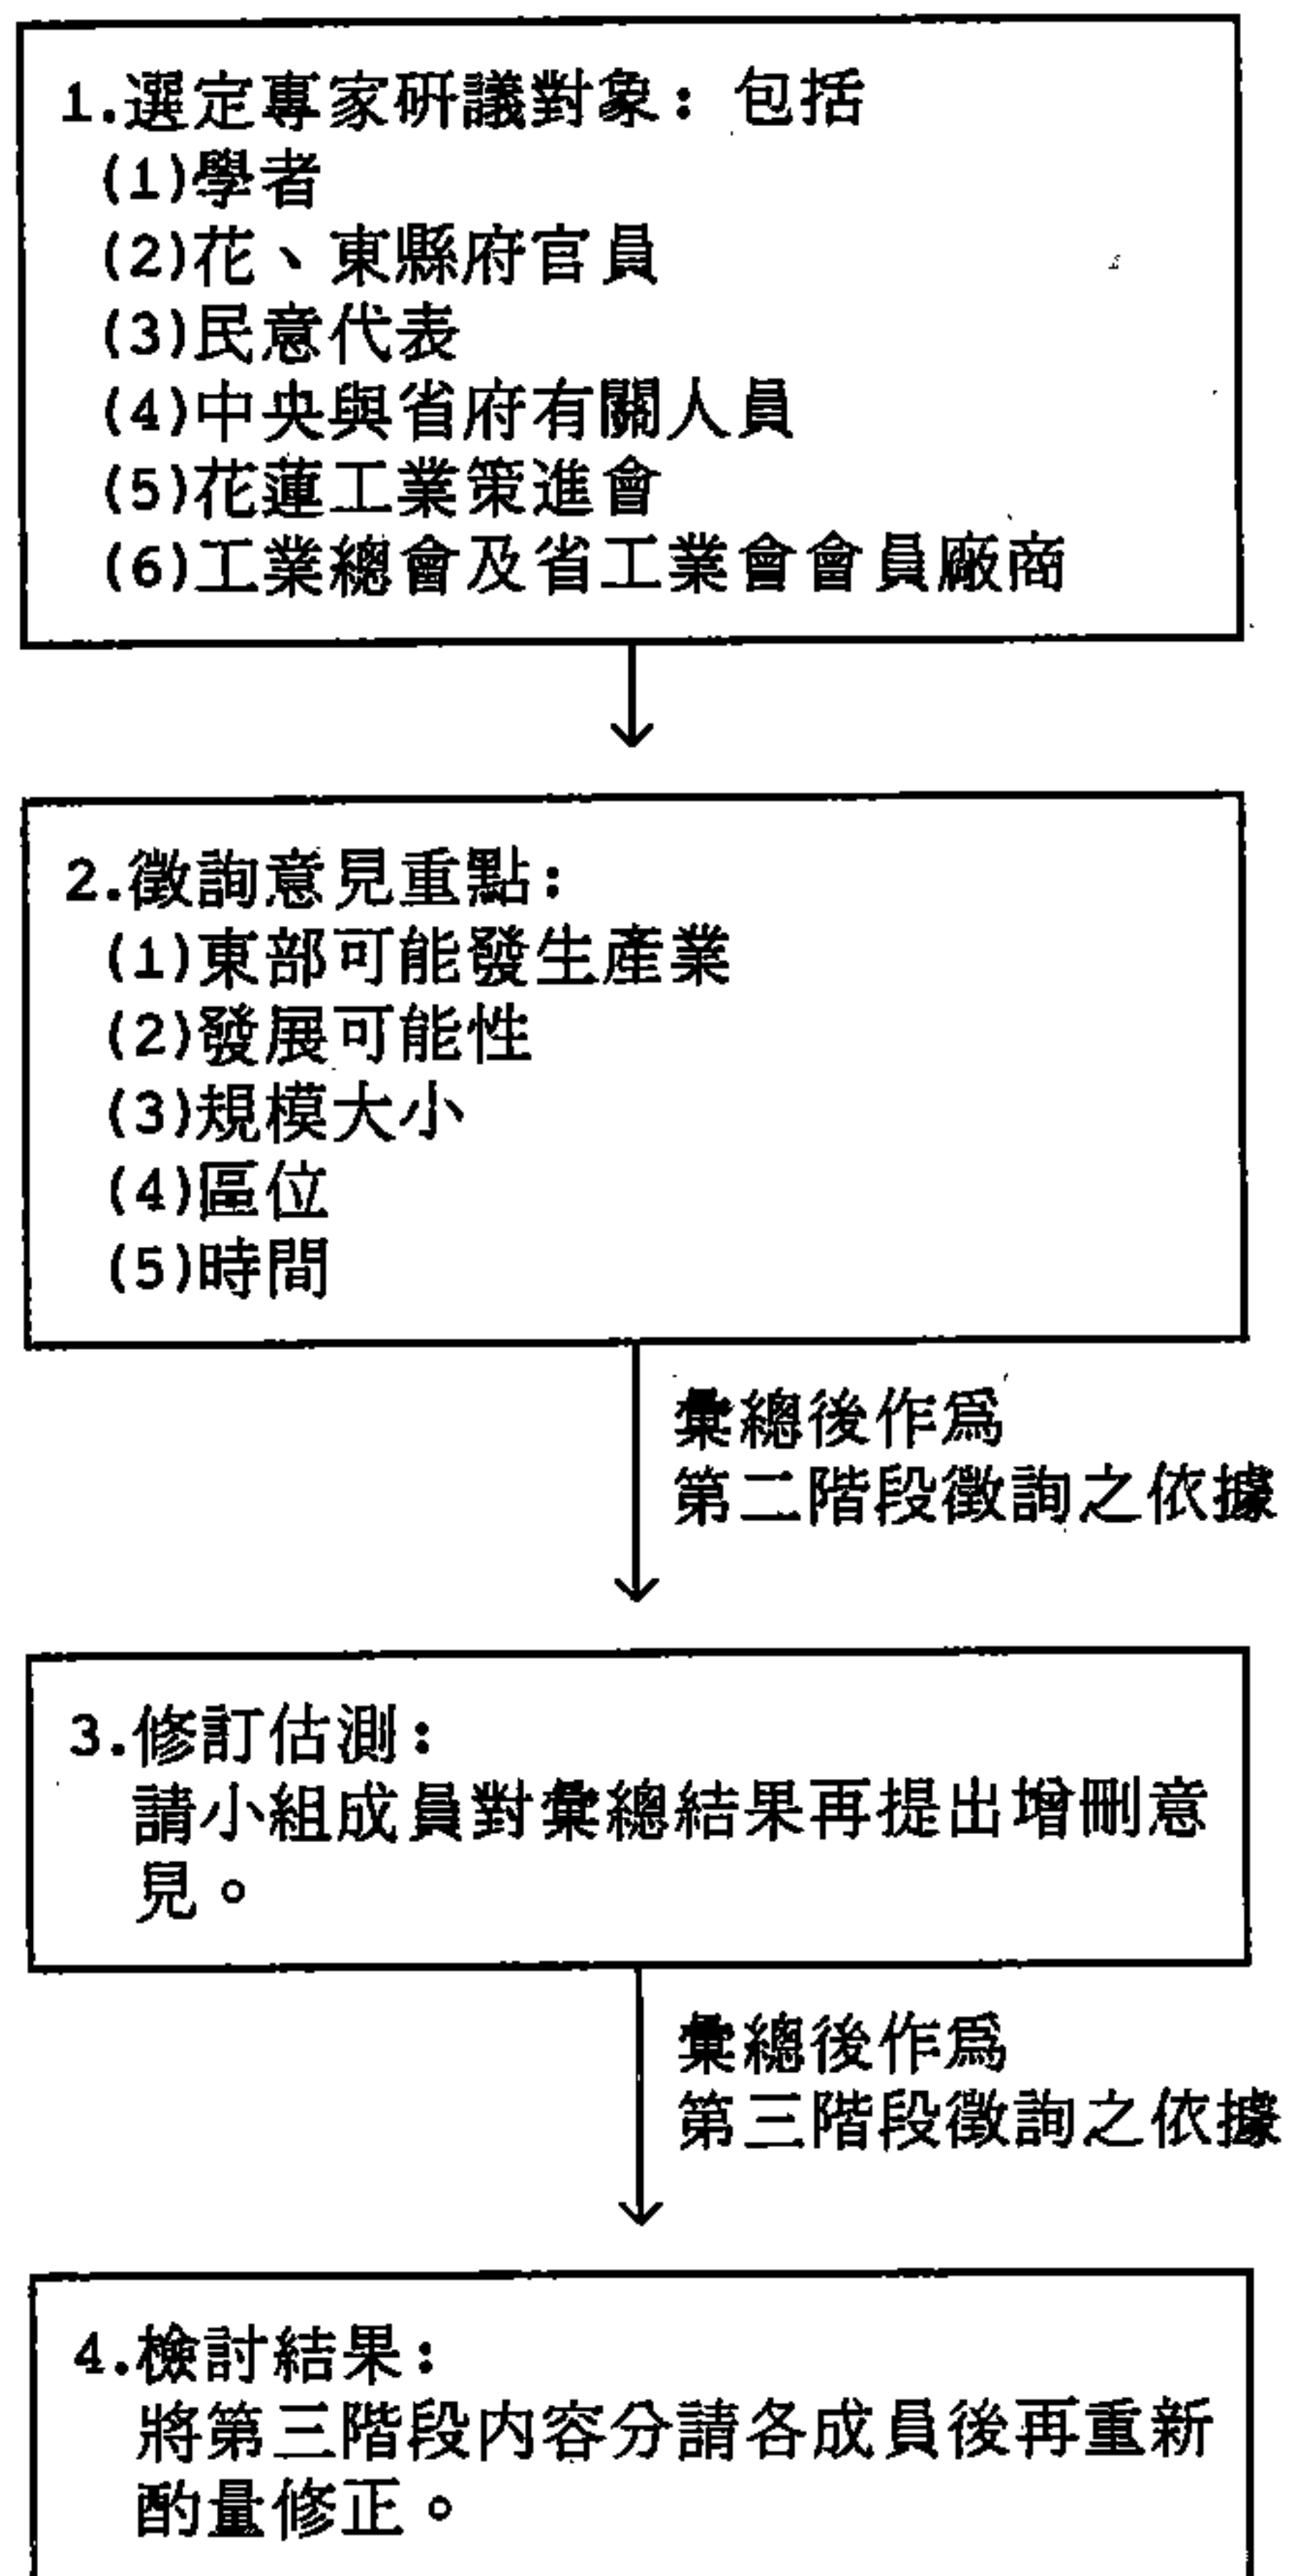 1.選定專家研議對象：包括
(1)學者
(2)花、東縣府官員
(3)民意代表
(4)中央與省府有關人員
(5)花蓮工業策進會
(6)工業總會及省工業會會員廠商
2.徵詢意見重點：
(1)東部可能發生產業
(2)發展可能性
(3)規模大小
(4)區位
(5)時間
彙總後作爲
第二階段徵詢之依據
3.修訂估測：
請小組成員對彙總結果再提出增刪意
見。
彙總後作爲
第三階段徵詢之依據
4.檢討結果：
將第三階段內容分請各成員後再重新
酌量修正。